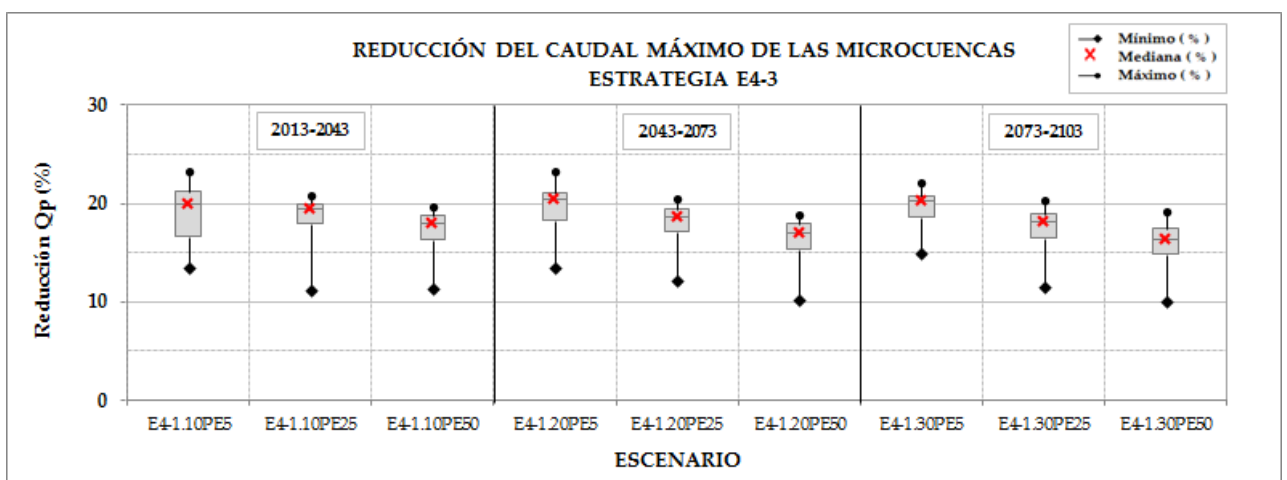 REDUCCIÓN DEL CAUDAL MÁXIMO DE LAS MICROCUENCAS
ESTRATEGIA E4-3
Mínimo ( % )
Mediana ( % )
Máximo ( % )
Reducción Qp (%)
30
20
10
0
2013-2043
2043-2073
2073-2103
E4-1.10PE5
E4-1.10PE25
E4-1.10PE50
E4-1.20PE5
E4-1.20PE25
E4-1.20PE50
E4-1.30PE5
E4-1.30PE25
E4-1.30PE50
ESCENARIO